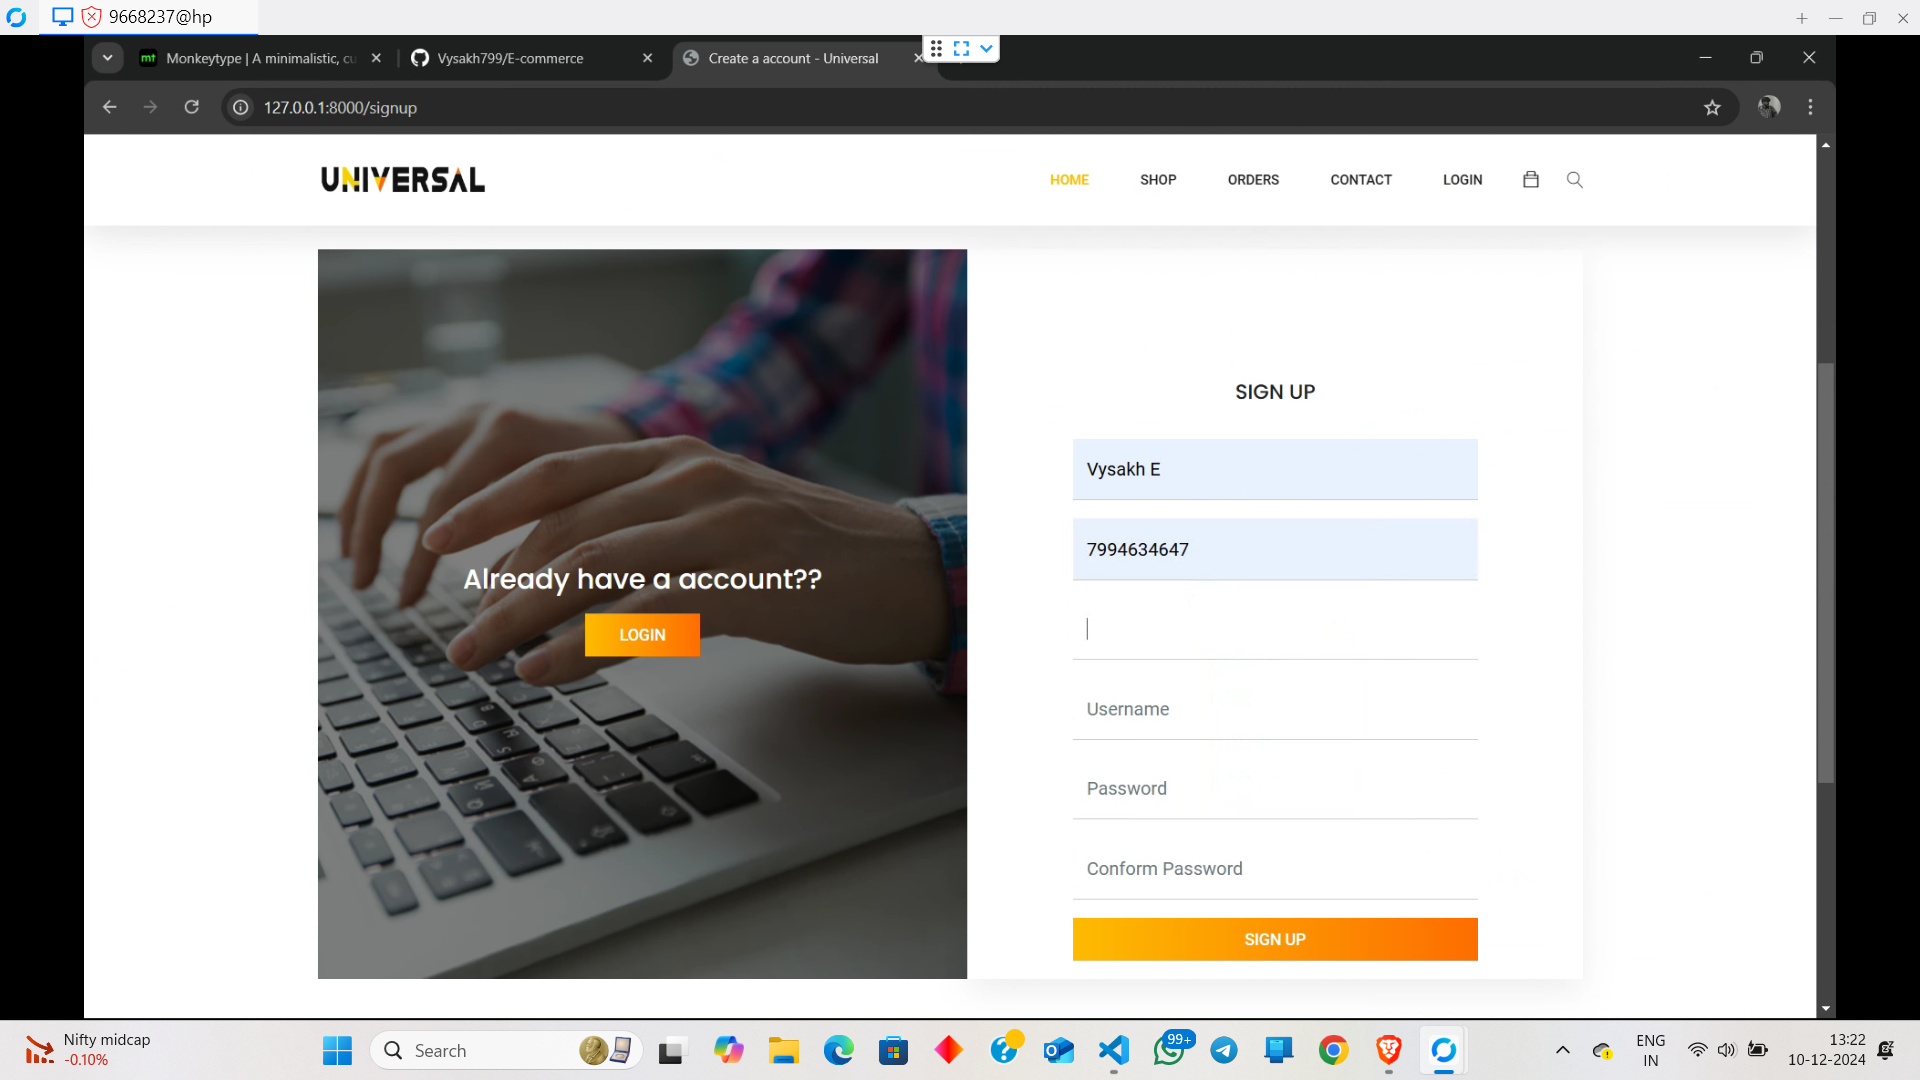 9668237@hp
Monkeytype | A minimalistic, cu
Vysakh799/E-commerce
Create a account - Universal
127.0.0.1:8000/signup
UNIVERSAL
HOME
SHOP
ORDERS
CONTACT
LOGIN
SIGN UP
Vysakh E
7994634647
Already have a account??
LOGIN
Username
Password
Conform Password
SIGN UP
Nifty midcap
-0.10%
Search
99+
ENG
IN
13:22
10-12-2024